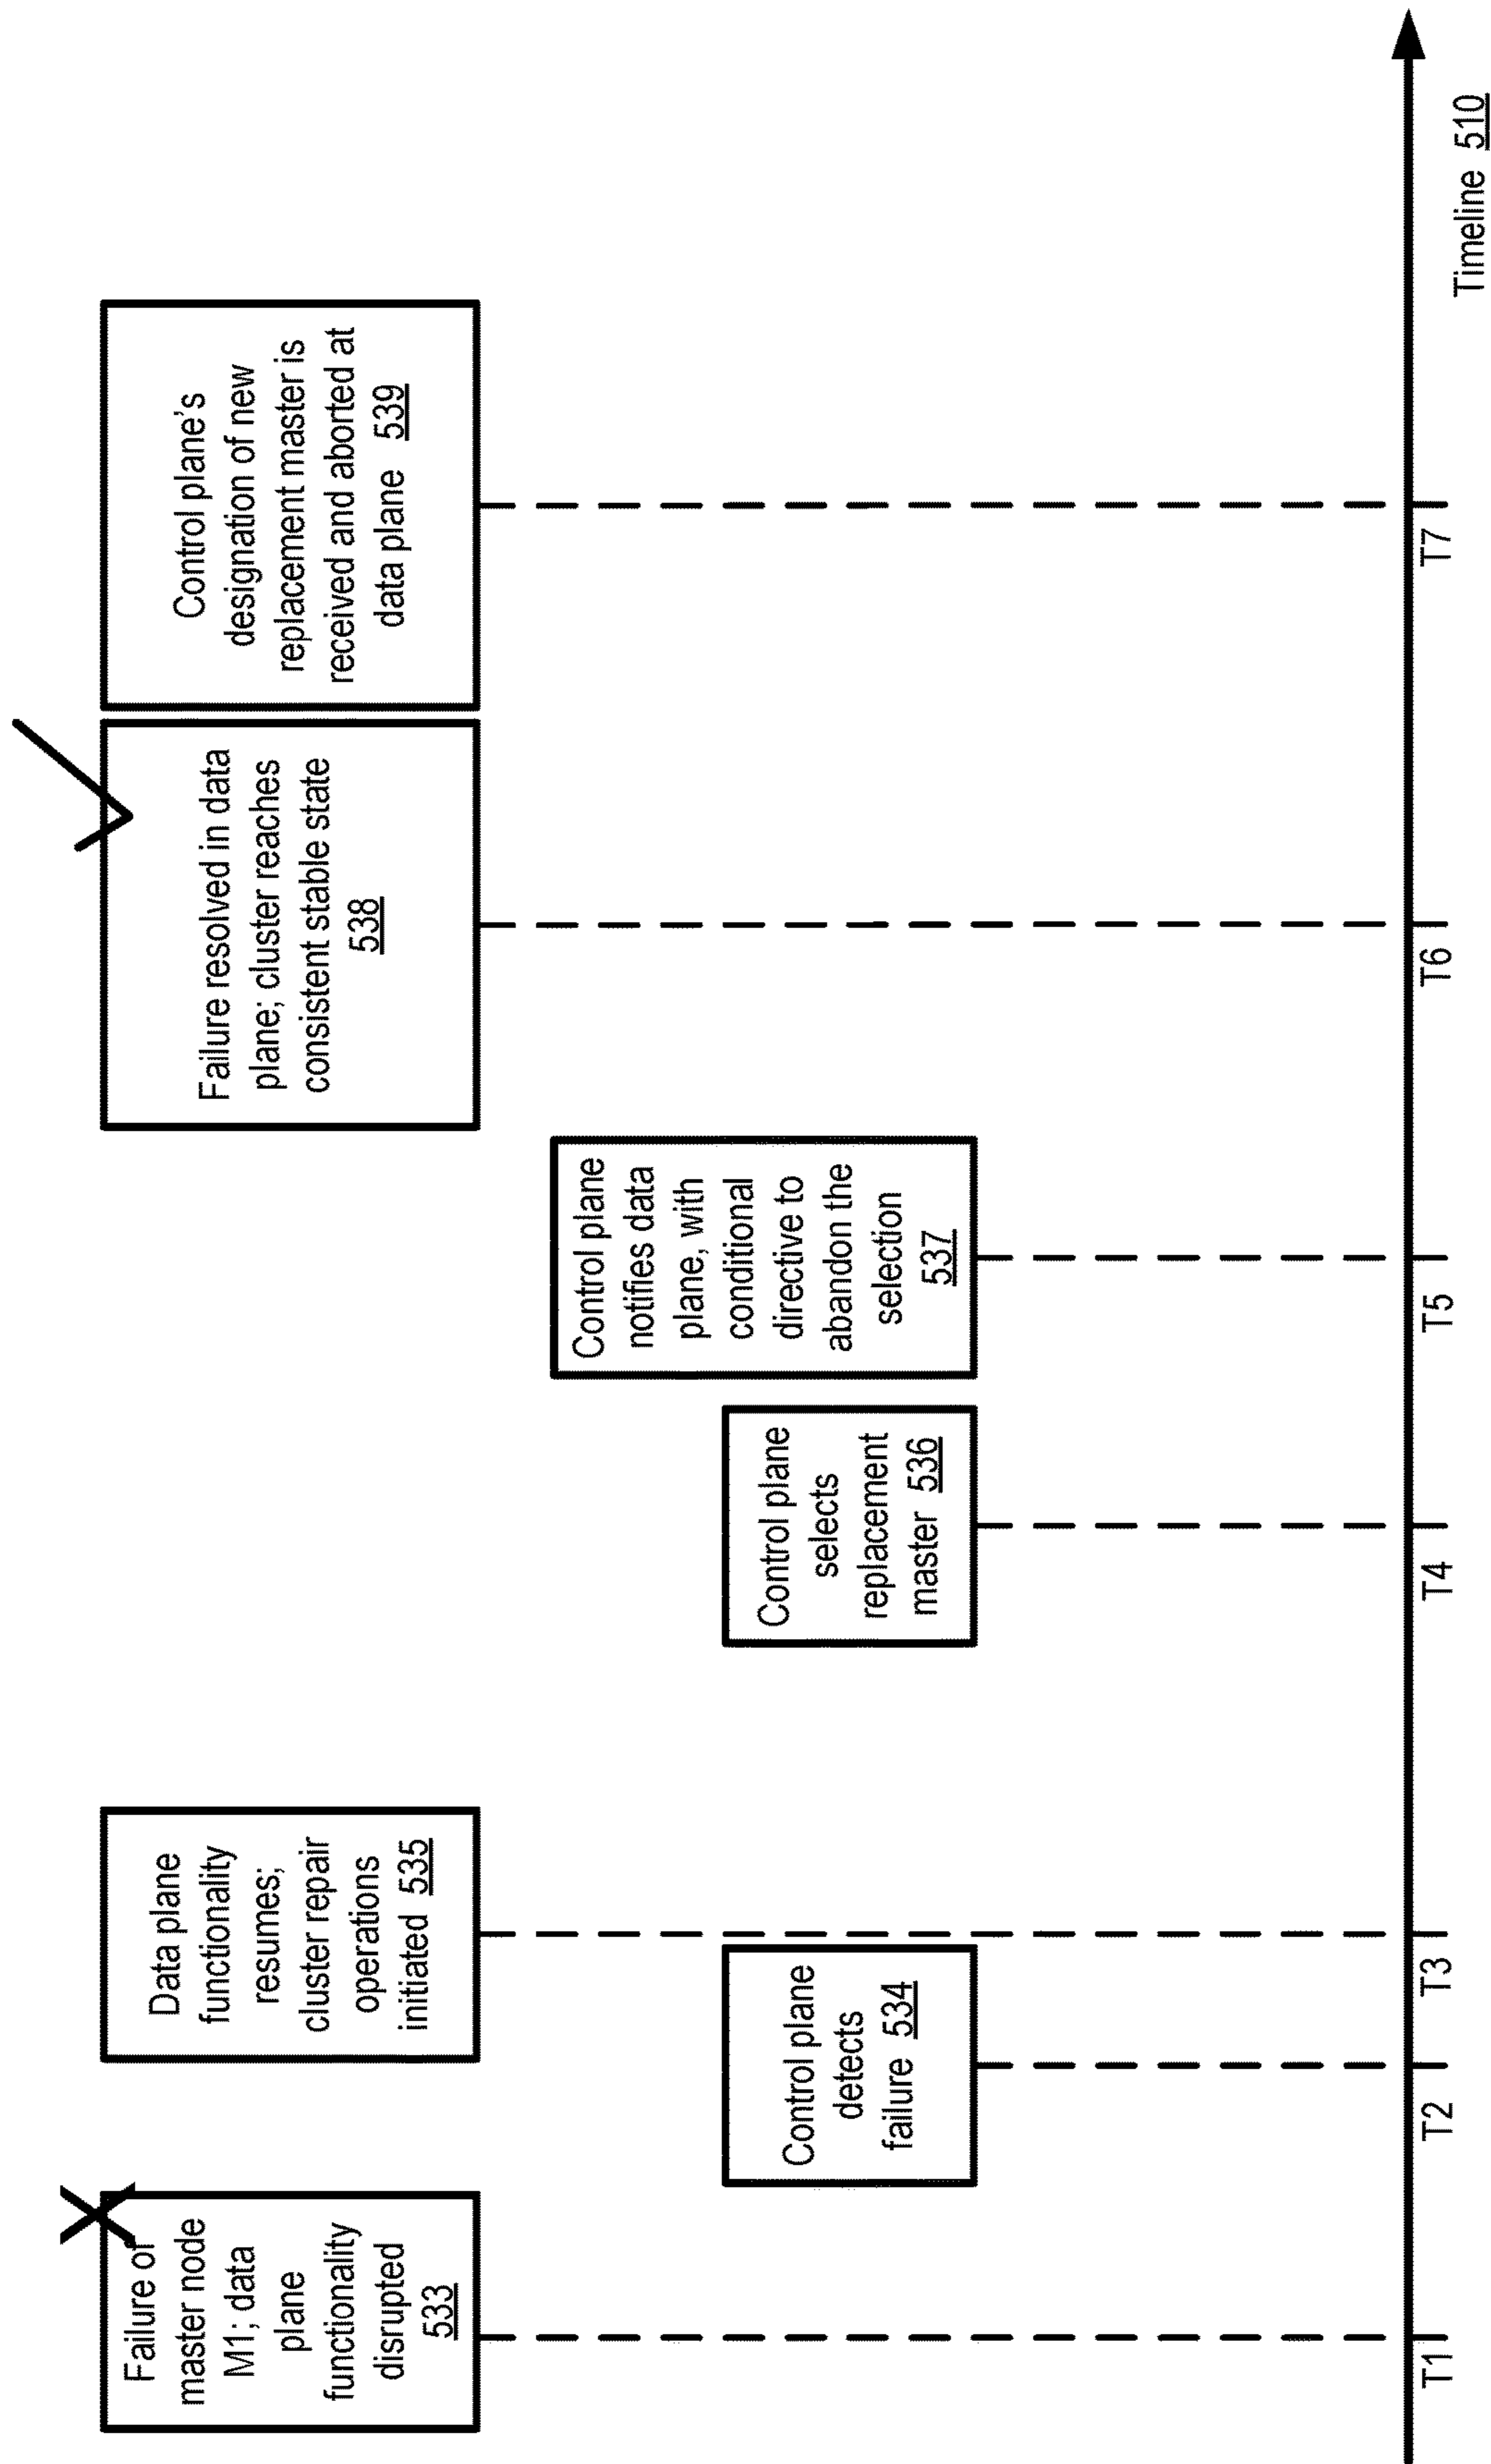 Failure of
master node
M1; data
plane
functionality
disrupted
533
Control plane
detects
failure 534
Data plane
functionality
resumes;
cluster repair
operations
initiated 535
Control plane
selects
replacement
master 536
Control plane
notifies data
plane, with
conditional
directive to
abandon the
selection
537
Failure resolved in data
plane; cluster reaches
consistent stable state
538
Control plane's
designation of new
replacement master is
received and aborted at
data plane 539
T1
T2
T3
T4
T5
T6
T7
Timeline 510